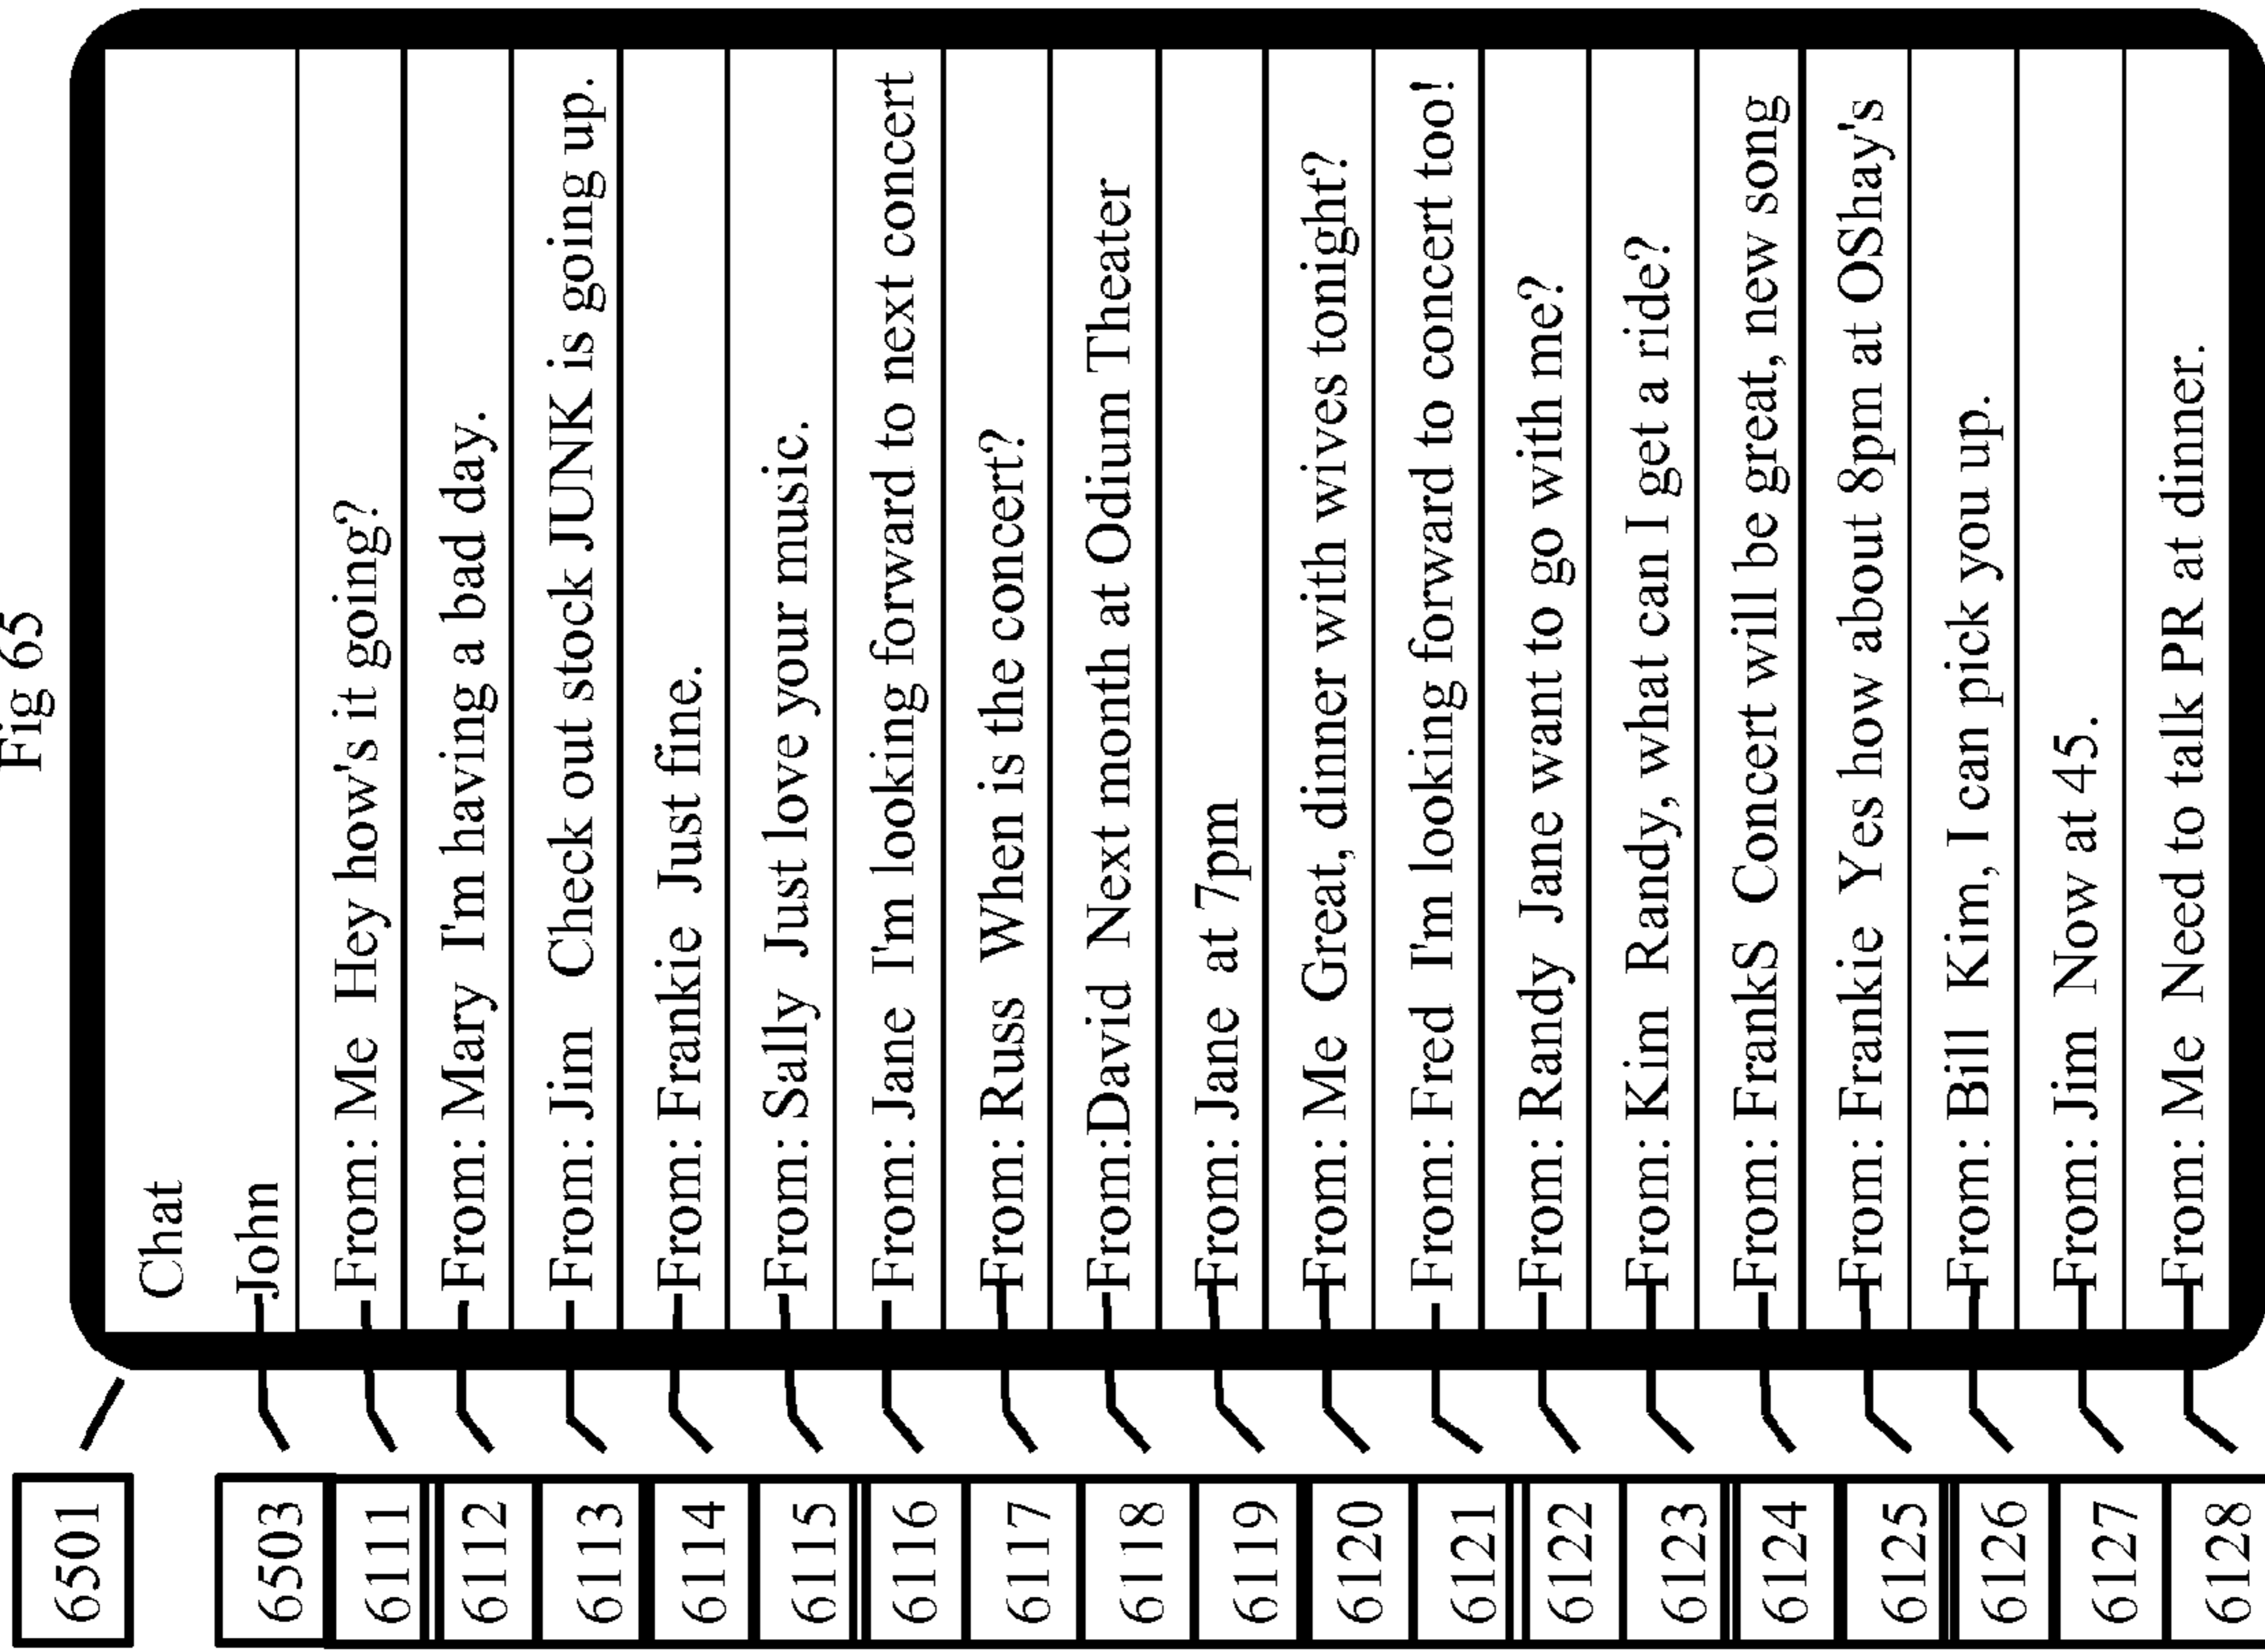 Fig 65
6501
Chat
6503
John
6111
From: Me Hey how's it going?
6112
From: Mary I'm having a bad day.
6113
From: Jim Check out stock JUNK is going up.
6114
From: Frankie Just fine.
6115
From: Sally Just love your music.
6116
From: Jane I'm looking forward to next concert
6117
From: Russ When is the concert?
6118
From:David Next month at Odium Theater
6119
From: Jane at 7pm
6120
From: Me Great, dinner with wives tonight?
6121
From: Fred I'm looking forward to concert too!
6122
From: Randy Jane want to go with me?
6123
From: Kim Randy, what can I get a ride?
6124
From: FrankS Concert will be great, new song
6125
From: Frankie Yes how about 8pm at OShay's
6126
From: Bill Kim, I can pick you up.
6127
From: Jim Now at 45.
6128
From: Me Need to talk PR at dinner.